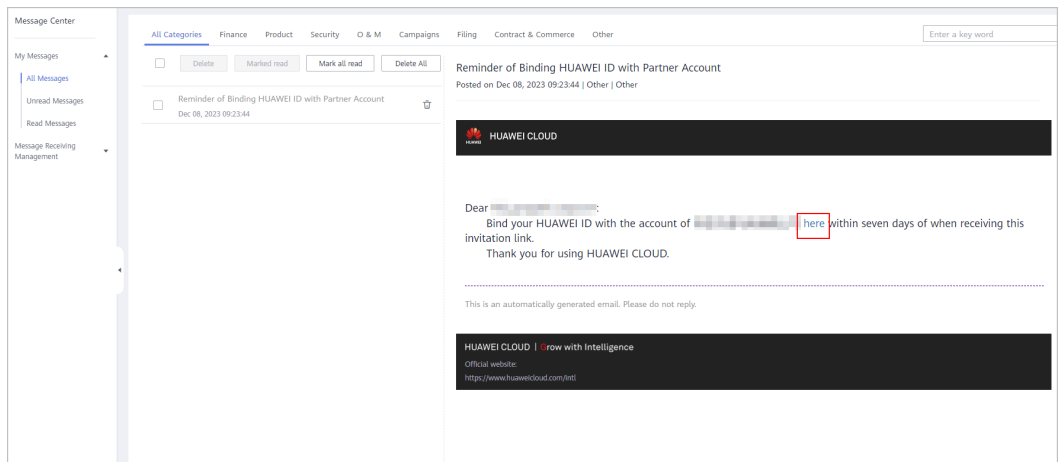 Message Center
My Messages
All Messages
Unread Messages
Read Messages
Message Receiving
Management
All Categories Finance Product Security O & M Campaigns Filing Contract & Commerce Other
Enter a key word
Delete Marked read Mark all read Delete All
Reminder of Binding HUAWEI ID with Partner Account
Dec 08, 2023 09:23:44
Reminder of Binding HUAWEI ID with Partner Account
Posted on Dec 08, 2023 09:23:44 | Other | Other
HUAWEI
HUAWEI CLOUD
Dear :
Bind your HUAWEI ID with the account of here within seven days of when receiving this
invitation link.
Thank you for using HUAWEI CLOUD.
This is an automatically generated email. Please do not reply.
HUAWEI CLOUD | Grow with Intelligence
Official website:
https://www.huaweicloud.com/intl